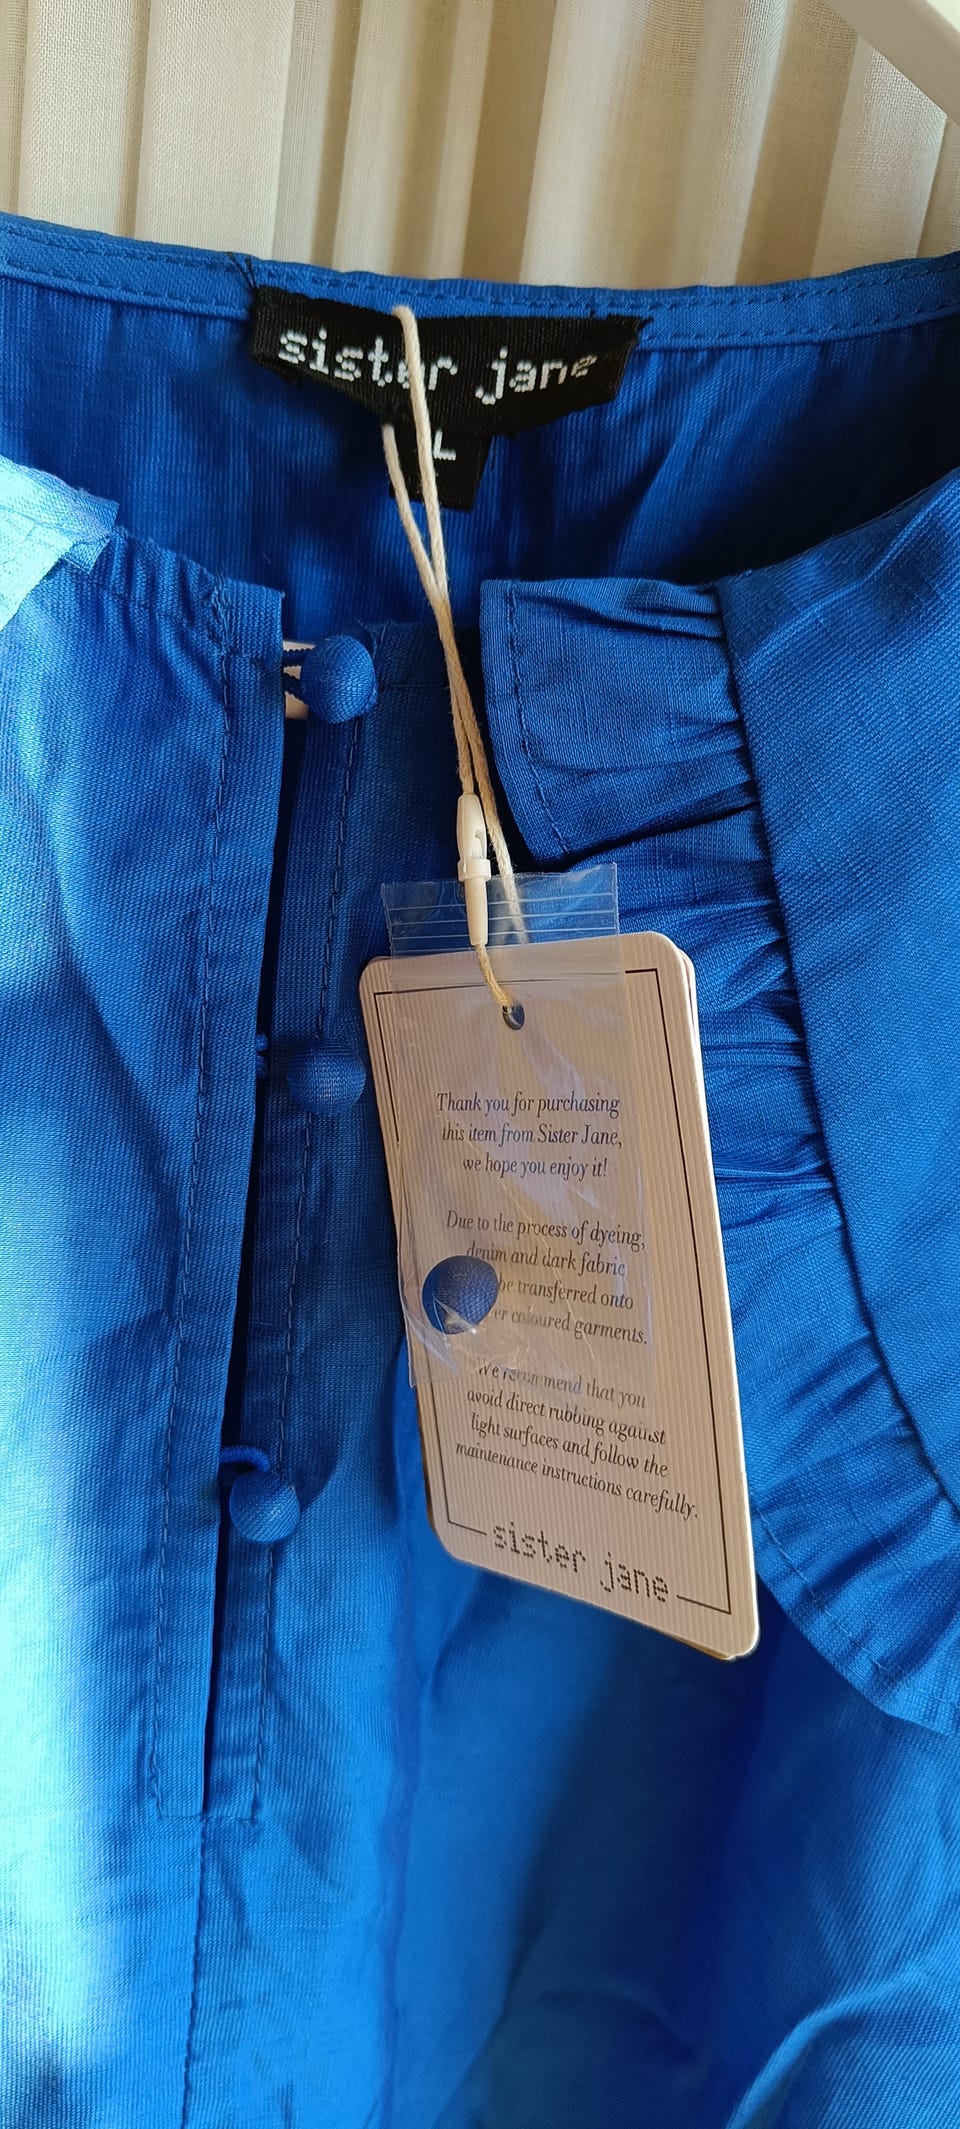 sister jane
L
Thank you for purchasing
this item from Sister Jane,
we hope you enjoy it!
Due to the process of dyeing,
denim and dark fabric
be transferred onto
coloured garments.
We recommend that you
avoid direct rubbing against
light surfaces and follow the
maintenance instructions carefully.
sister jane